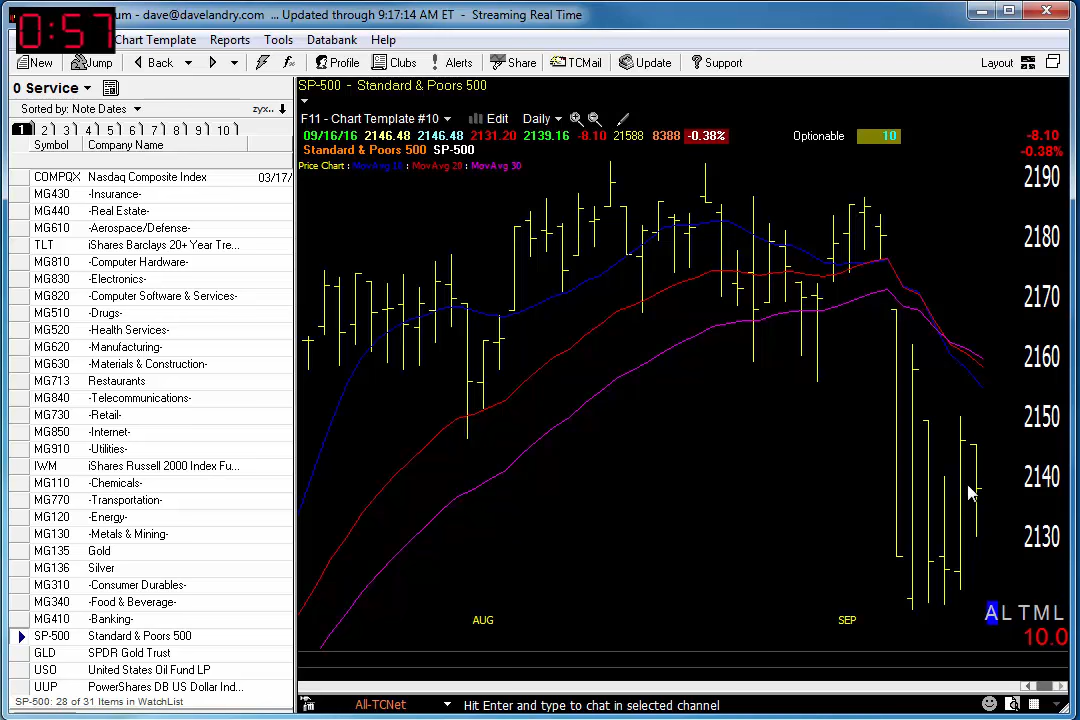 0:57
um - dave@davelandry.com ... Updated through 9:17:14 AM ET - Streaming Real Time
Chart Template Reports Tools Databank Help
New Jump Back Profile Clubs Alerts Share TCMail Update Support Layout
0 Service
Sorted by: Note Dates zyx..
1 2 3 4 5 6 7 8 9 10
Symbol Company Name
COMPQX Nasdaq Composite Index 03/17/
MG430 -Insurance-
MG440 -Real Estate-
MG610 -Aerospace/Defense-
TLT iShares Barclays 20+ Year Tre...
MG810 -Computer Hardware-
MG830 -Electronics-
MG820 -Computer Software & Services-
MG510 -Drugs-
MG520 -Health Services-
MG620 -Manufacturing-
MG630 -Materials & Construction-
MG713 Restaurants
MG840 -Telecommunications-
MG730 -Retail-
MG850 -Internet-
MG910 -Utilities-
IWM iShares Russell 2000 Index Fu...
MG110 -Chemicals-
MG770 -Transportation-
MG120 -Energy-
MG130 -Metals & Mining-
MG135 Gold
MG136 Silver
MG310 -Consumer Durables-
MG340 -Food & Beverage-
MG410 -Banking-
SP-500 Standard & Poors 500
GLD SPDR Gold Trust
USO United States Oil Fund LP
UUP PowerShares DB US Dollar Ind...
SP-500: 28 of 31 Items in WatchList
SP-500 - Standard & Poors 500
F11 - Chart Template #10 Edit Daily
09/16/16 2146.48 2146.48 2131.20 2139.16 -8.10 21588 8388 -0.38% Optionable 10 -8.10
Standard & Poors 500 SP-500 -0.38%
Price Chart : MovAvg 10 : MovAvg 20 : MovAvg 30
2190
2180
2170
2160
2150
2140
2130
AUG SEP
A L T M L
10.0
All-TCNet Hit Enter and type to chat in selected channel